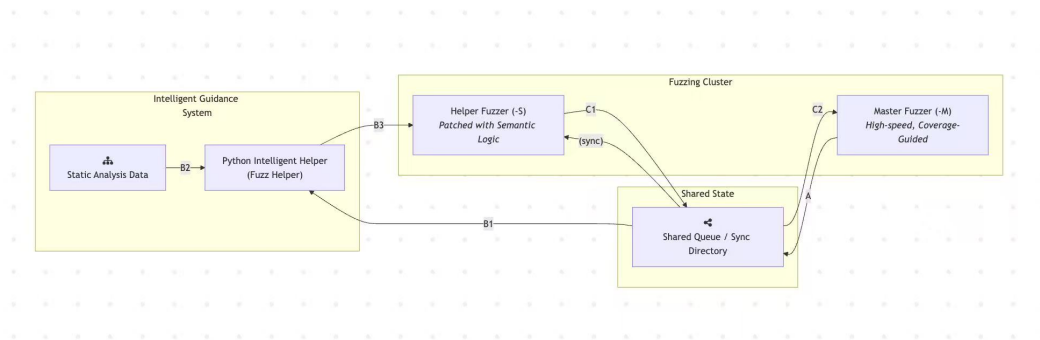 Fuzzing Cluster
Intelligent Guidance
System
Helper Fuzzer (-S)
Patched with Semantic
Logic
C1
C2
Master Fuzzer (-M)
High-speed, Coverage-
Guided
B3
(sync)
Static Analysis Data
B2
Python Intelligent Helper
(Fuzz Helper)
Shared State
A
B1
Shared Queue / Sync
Directory